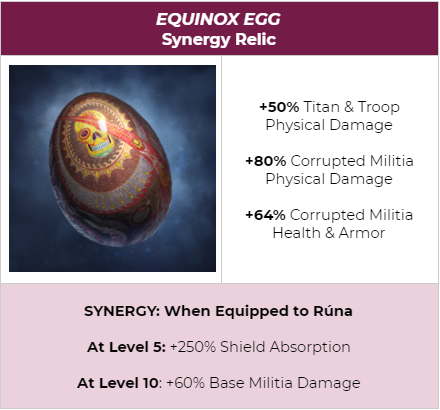 EQUINOX EGG
Synergy Relic
+50% Titan & Troop
Physical Damage
+80% Corrupted Militia
Physical Damage
+64% Corrupted Militia
Health & Armor
SYNERGY: When Equipped to Rúna
At Level 5: +250% Shield Absorption
At Level 10: +60% Base Militia Damage